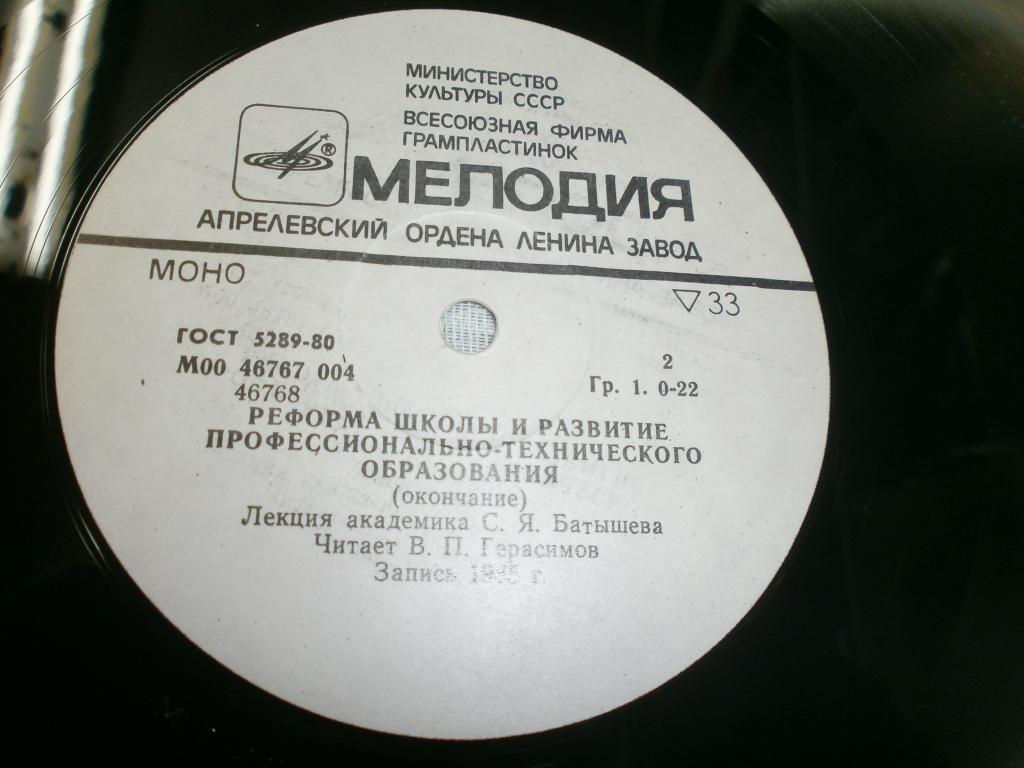 МИНИСТЕРСТВО
КУЛЬТУРЫ СССР
ВСЕСОЮЗНАЯ ФИРМА
ГРАМПЛАСТИНОК
®
МЕЛОДИЯ
АПРЕЛЕВСКИЙ ОРДЕНА ЛЕНИНА ЗАВОД
МОНО
▽33
ГОСТ 5289-80
2
М00 46767 004
Гр. 1. 0-22
46768
РЕФОРМА ШКОЛЫ И РАЗВИТИЕ
ПРОФЕССИОНАЛЬНО-ТЕХНИЧЕСКОГО
ОБРАЗОВАНИЯ
(окончание)
Лекция академика С. Я. Батышева
Читает В. П. Герасимов
Запись г.